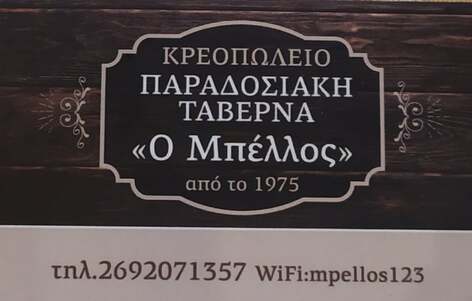 ΚΡΕΟΠΩΛΕΙΟ
ΠΑΡΑΔΟΣΙΑΚΗ
ΤΑΒΕΡΝΑ
«Ο Μπέλλος»
από το 1975
τηλ.2692071357 WiFi:mpellos123